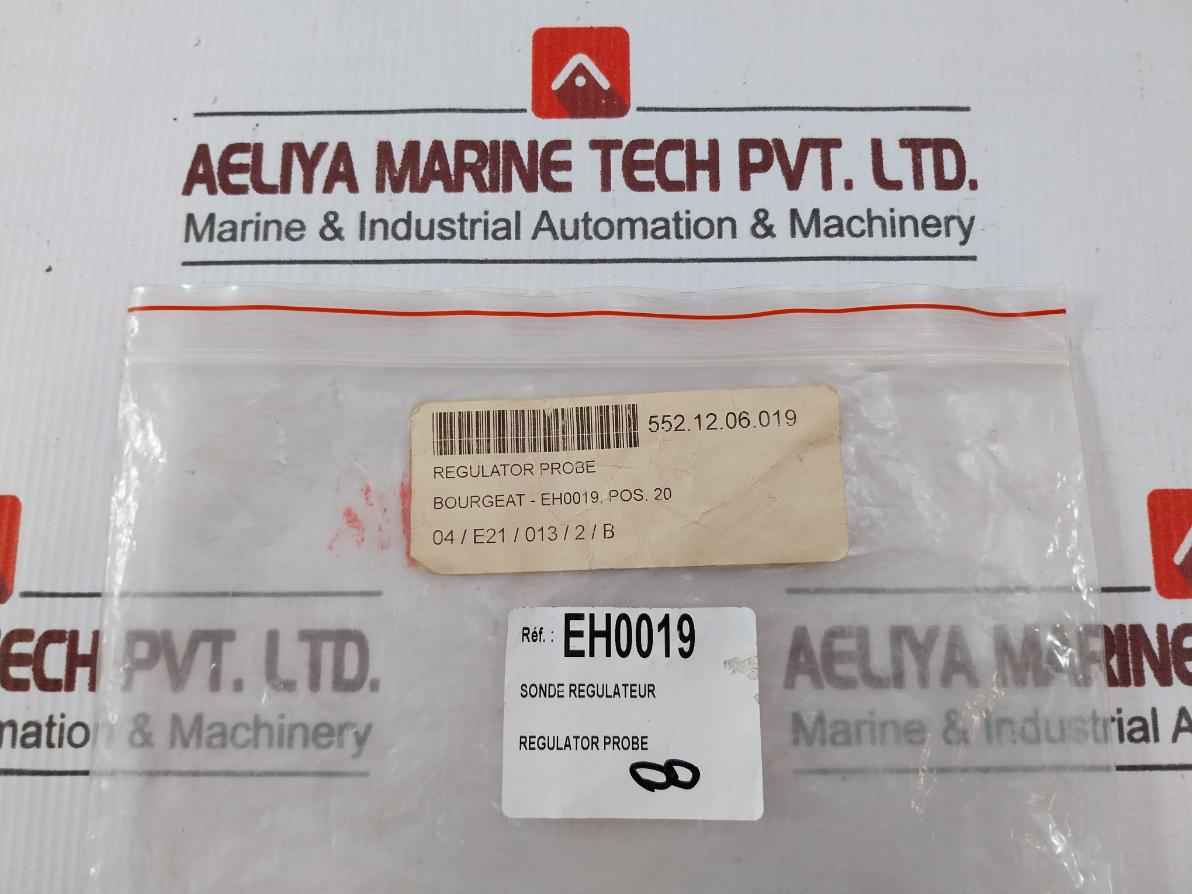 AELIYA MARINE TECH PVT. LTD.
Marine & Industrial Automation & Machinery
552.12.06.019
REGULATOR PROBE
BOURGEAT - EH0019, POS. 20
04 / E21 / 013 / 2 / B
Réf. : EH0019
SONDE REGULATEUR
REGULATOR PROBE
8
ECH PVT. LTD.
mation & Machinery
AELIYA MARINE
Marine & Industrial A